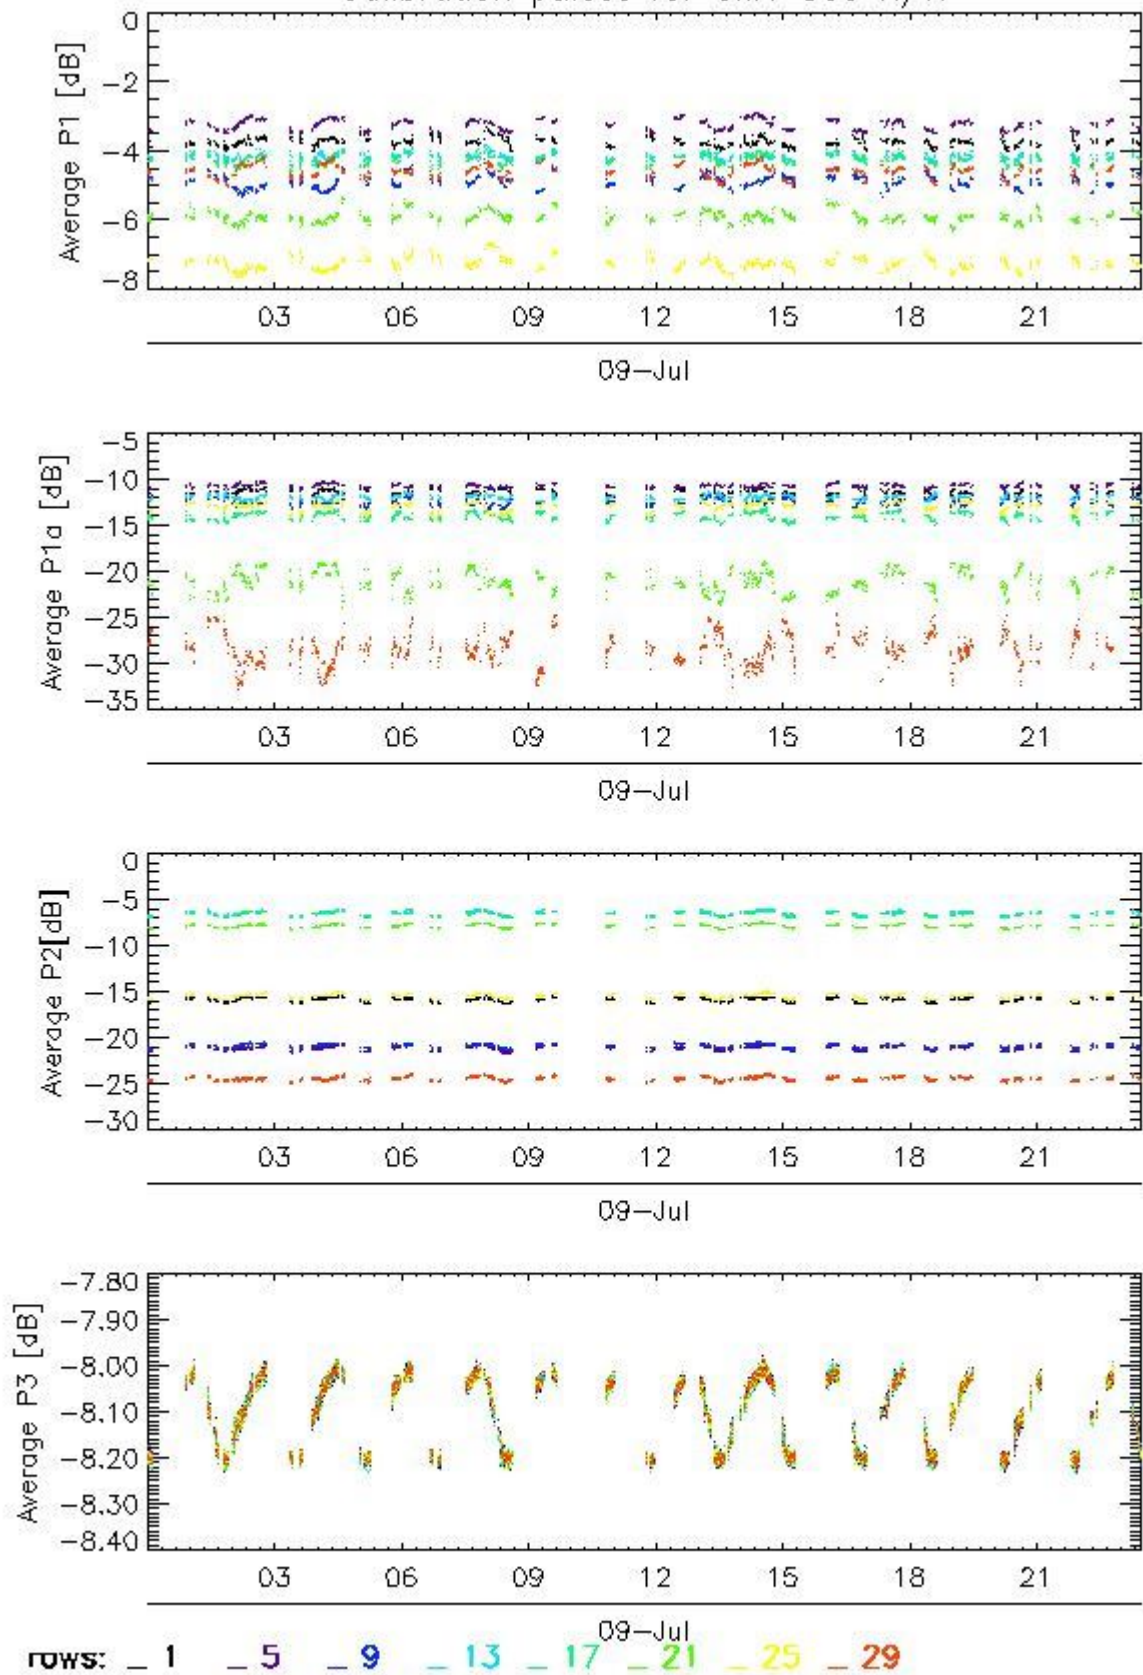 Average P1 [dB]
0
−2
−4
−6
−8
03 06 09 12 15 18 21
09−Jul
Average P1a [dB]
−5
−10
−15
−20
−25
−30
−35
03 06 09 12 15 18 21
09−Jul
Average P2[dB]
0
−5
−10
−15
−20
−25
−30
03 06 09 12 15 18 21
09−Jul
Average P3 [dB]
−7.80
−7.90
−8.00
−8.10
−8.20
−8.30
−8.40
03 06 09 12 15 18 21
09−Jul
rows: _ 1 _ 5 _ 9 _ 13 _ 17 _ 21 _ 25 _ 29